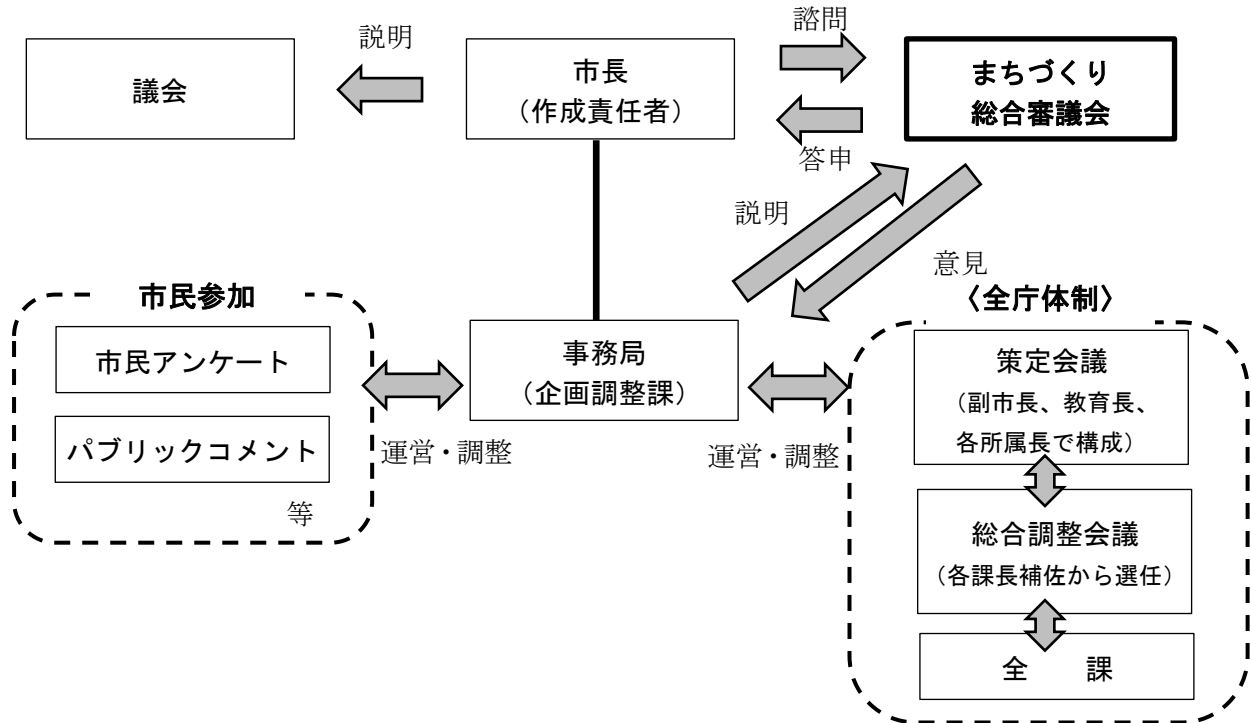 説明
諮問
議会
市長
（作成責任者）
まちづくり
総合審議会
答申
説明
意見
市民参加
市民アンケート
パブリックコメント
等
運営・調整
事務局
（企画調整課）
運営・調整
〈全庁体制〉
策定会議
（副市長、教育長、
各所属長で構成）
総合調整会議
（各課長補佐から選任）
全　　課